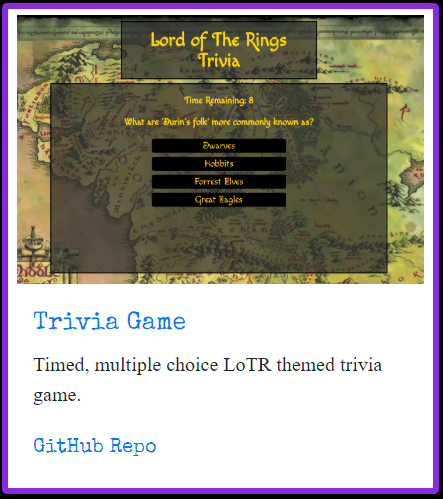 Lord of The Rings
Trivia
Time Remaining: 8
What are 'Durin's folk' more commonly known as?
Dwarves
Hobbits
Forrest Elves
Great Eagles
Trivia Game
Timed, multiple choice LoTR themed trivia
game.
GitHub Repo